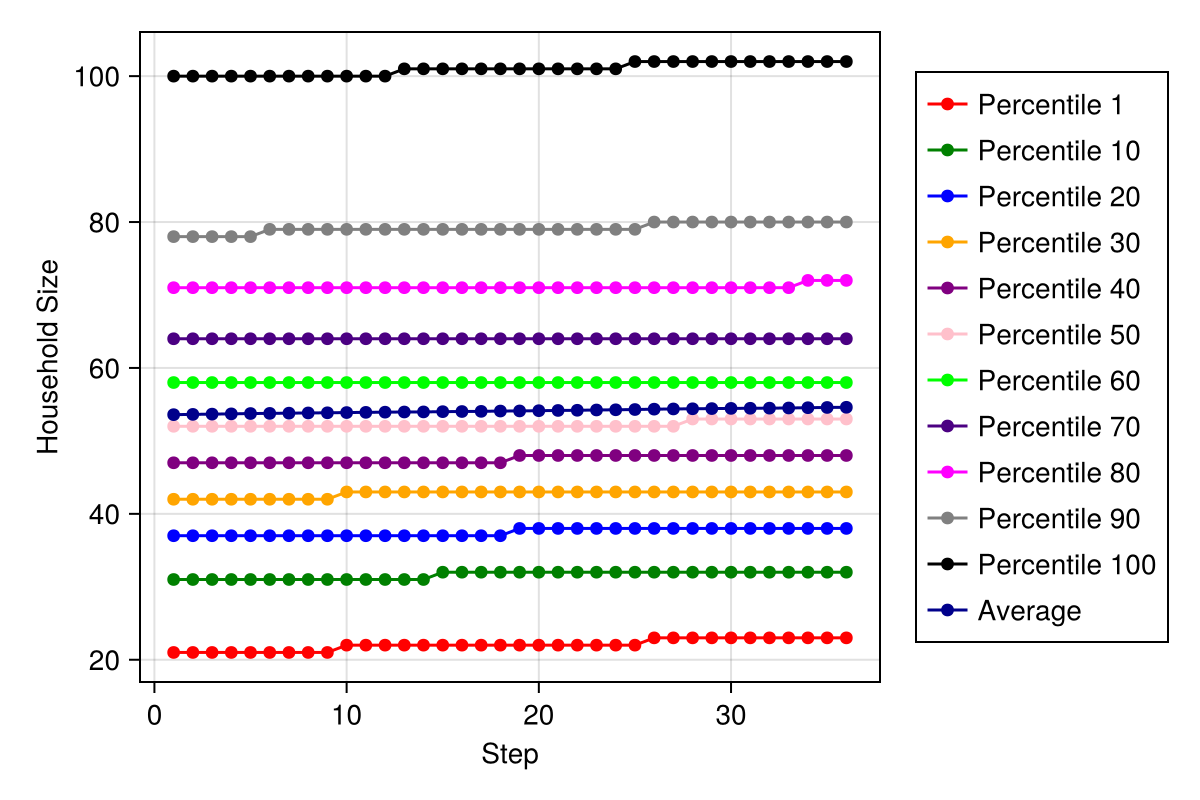 100
80
60
40
20
Household Size
0 10 20 30
Step
Percentile 1
Percentile 10
Percentile 20
Percentile 30
Percentile 40
Percentile 50
Percentile 60
Percentile 70
Percentile 80
Percentile 90
Percentile 100
Average